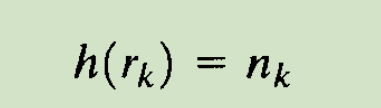 h(r_k) = n_k